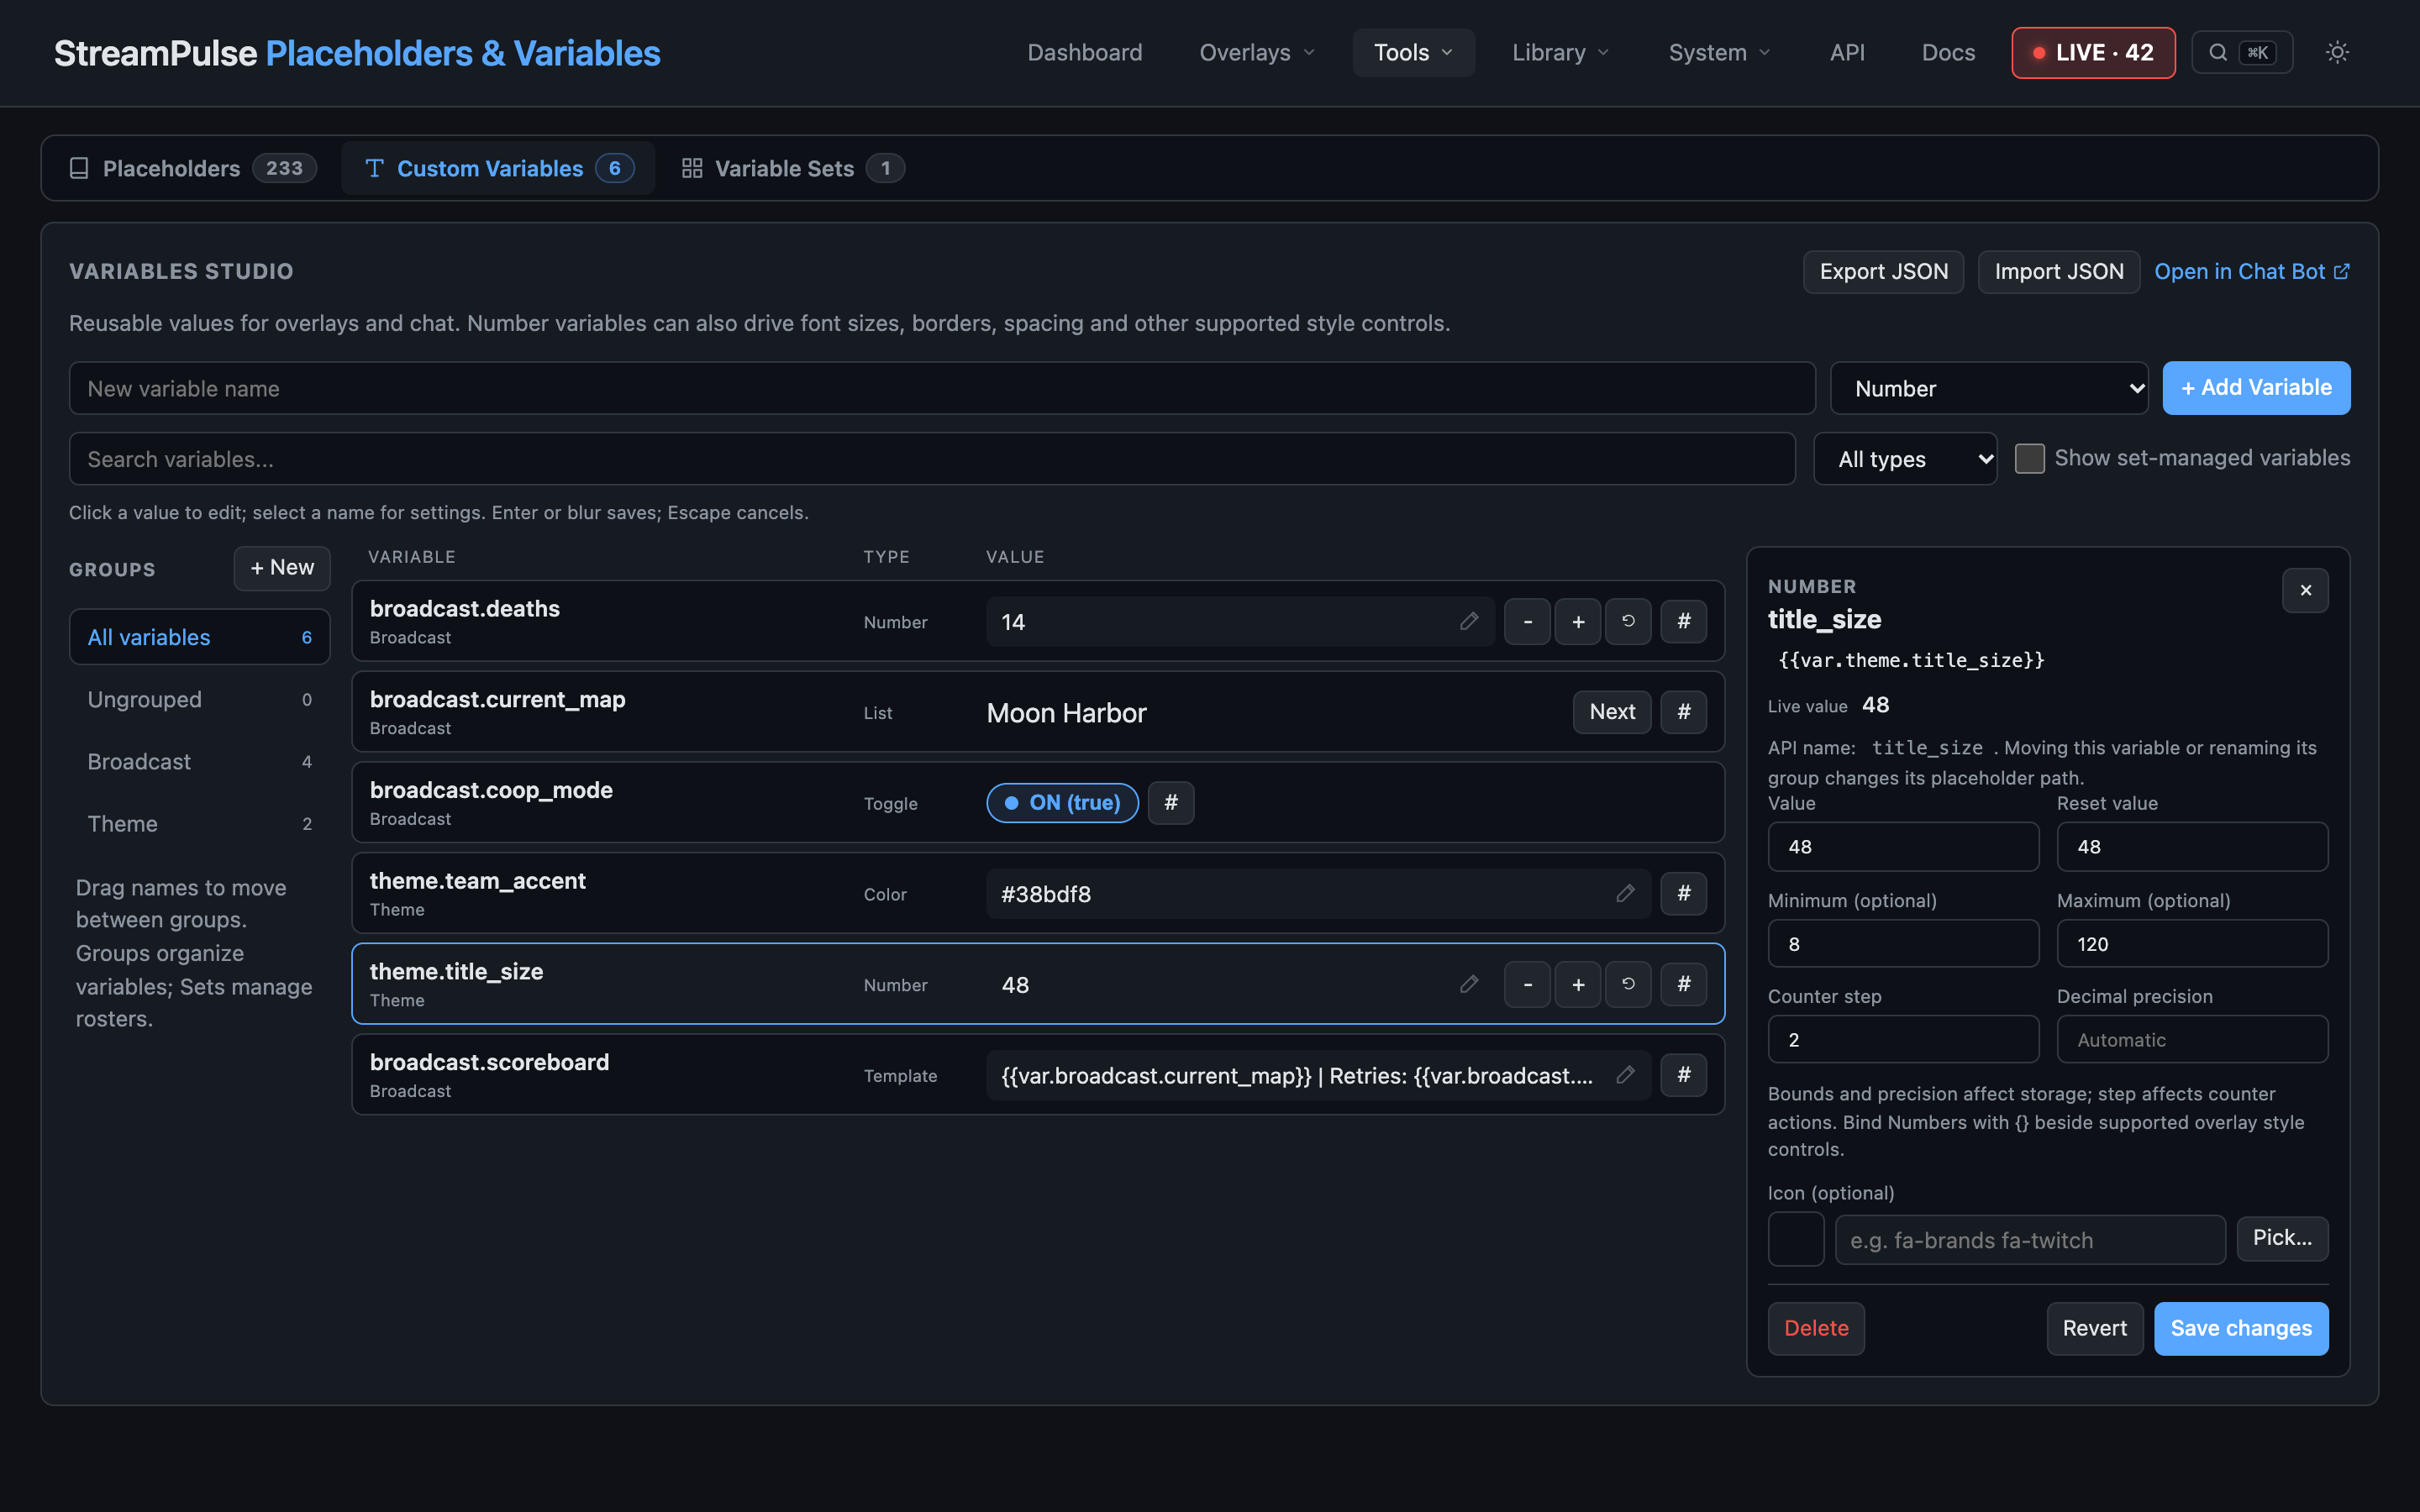 StreamPulse Placeholders & Variables
Dashboard
Overlays
Tools
Library
System
API
Docs
LIVE · 42
⌘K
Placeholders 233
Custom Variables 6
Variable Sets 1
VARIABLES STUDIO
Export JSON
Import JSON
Open in Chat Bot
Reusable values for overlays and chat. Number variables can also drive font sizes, borders, spacing and other supported style controls.
New variable name
Number
+ Add Variable
Search variables...
All types
Show set-managed variables
Click a value to edit; select a name for settings. Enter or blur saves; Escape cancels.
GROUPS
+ New
All variables 6
Ungrouped 0
Broadcast 4
Theme 2
Drag names to move
between groups.
Groups organize
variables; Sets manage
rosters.
VARIABLE TYPE VALUE
broadcast.deaths
Broadcast
Number
14
- + #
broadcast.current_map
Broadcast
List
Moon Harbor
Next #
broadcast.coop_mode
Broadcast
Toggle
ON (true) #
theme.team_accent
Theme
Color
#38bdf8
#
theme.title_size
Theme
Number
48
- + #
broadcast.scoreboard
Broadcast
Template
{{var.broadcast.current_map}} | Retries: {{var.broadcast....
#
NUMBER
×
title_size
{{var.theme.title_size}}
Live value 48
API name: title_size . Moving this variable or renaming its
group changes its placeholder path.
Value
48
Reset value
48
Minimum (optional)
8
Maximum (optional)
120
Counter step
2
Decimal precision
Automatic
Bounds and precision affect storage; step affects counter
actions. Bind Numbers with {} beside supported overlay style
controls.
Icon (optional)
e.g. fa-brands fa-twitch
Pick...
Delete
Revert
Save changes